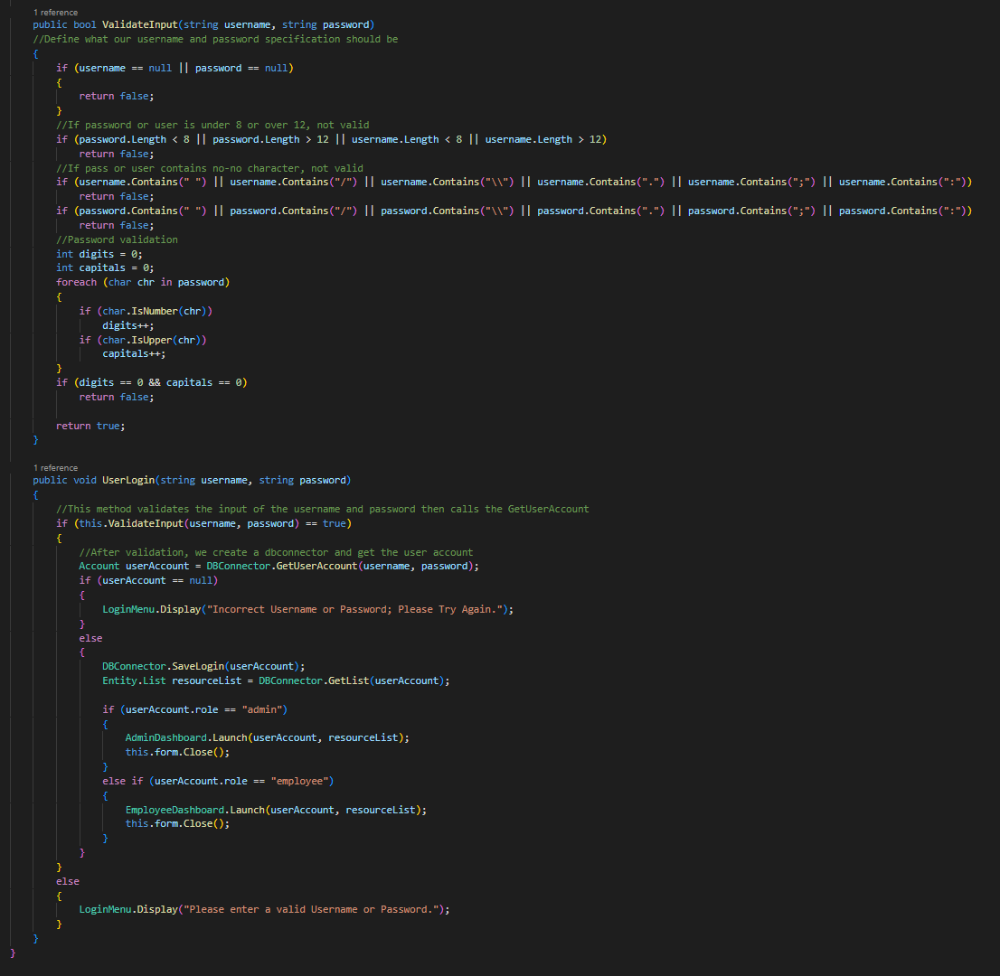 1 reference
public bool ValidateInput(string username, string password)
//Define what our username and password specification should be
{
if (username == null || password == null)
{
return false;
}
//If password or user is under 8 or over 12, not valid
if (password.Length < 8 || password.Length > 12 || username.Length < 8 || username.Length > 12)
return false;
//If pass or user contains no-no character, not valid
if (username.Contains(" ") || username.Contains("/") || username.Contains("\\") || username.Contains(".") || username.Contains(";") || username.Contains(":"))
return false;
if (password.Contains(" ") || password.Contains("/") || password.Contains("\\") || password.Contains(".") || password.Contains(";") || password.Contains(":"))
return false;
//Password validation
int digits = 0;
int capitals = 0;
foreach (char chr in password)
{
if (char.IsNumber(chr))
digits++;
if (char.IsUpper(chr))
capitals++;
}
if (digits == 0 && capitals == 0)
return false;
return true;
}
1 reference
public void UserLogin(string username, string password)
{
//This method validates the input of the username and password then calls the GetUserAccount
if (this.ValidateInput(username, password) == true)
{
//After validation, we create a dbconnector and get the user account
Account userAccount = DBConnector.GetUserAccount(username, password);
if (userAccount == null)
{
LoginMenu.Display("Incorrect Username or Password; Please Try Again.");
}
else
{
DBConnector.SaveLogin(userAccount);
Entity.List resourceList = DBConnector.GetList(userAccount);
if (userAccount.role == "admin")
{
AdminDashboard.Launch(userAccount, resourceList);
this.form.Close();
}
else if (userAccount.role == "employee")
{
EmployeeDashboard.Launch(userAccount, resourceList);
this.form.Close();
}
}
}
else
{
LoginMenu.Display("Please enter a valid Username or Password.");
}
}
}